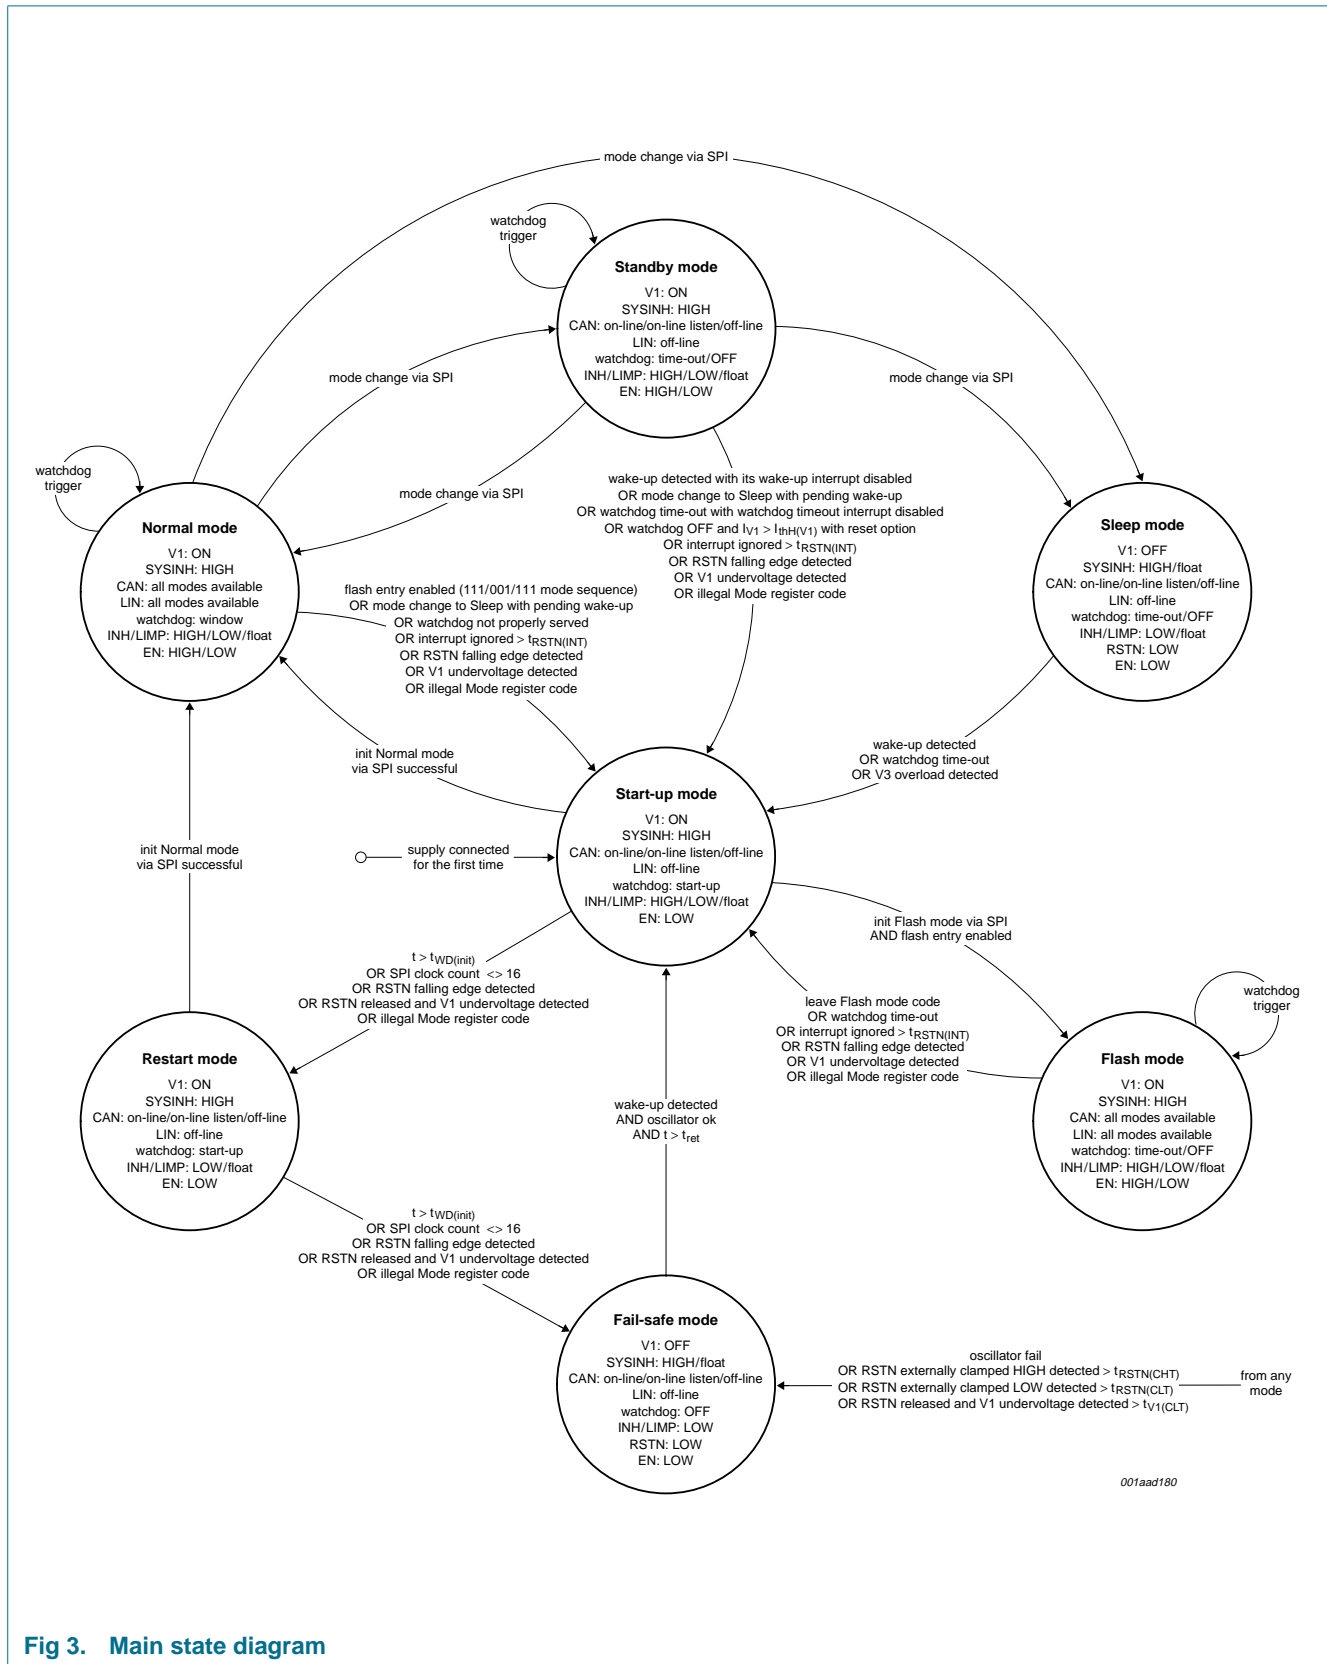 mode change via SPI
watchdog
trigger
Standby mode
V1: ON
SYSINH: HIGH
CAN: on-line/on-line listen/off-line
LIN: off-line
watchdog: time-out/OFF
INH/LIMP: HIGH/LOW/float
EN: HIGH/LOW
mode change via SPI
mode change via SPI
mode change via SPI
watchdog
trigger
Normal mode
V1: ON
SYSINH: HIGH
CAN: all modes available
LIN: all modes available
watchdog: window
INH/LIMP: HIGH/LOW/float
EN: HIGH/LOW
wake-up detected with its wake-up interrupt disabled
OR mode change to Sleep with pending wake-up
OR watchdog time-out with watchdog timeout interrupt disabled
OR watchdog OFF and IV1 > IthH(V1) with reset option
OR interrupt ignored > tRSTN(INT)
OR RSTN falling edge detected
OR V1 undervoltage detected
OR illegal Mode register code
Sleep mode
V1: OFF
SYSINH: HIGH/float
CAN: on-line/on-line listen/off-line
LIN: off-line
watchdog: time-out/OFF
INH/LIMP: LOW/float
RSTN: LOW
EN: LOW
flash entry enabled (111/001/111 mode sequence)
OR mode change to Sleep with pending wake-up
OR watchdog not properly served
OR interrupt ignored > tRSTN(INT)
OR RSTN falling edge detected
OR V1 undervoltage detected
OR illegal Mode register code
init Normal mode
via SPI successful
wake-up detected
OR watchdog time-out
OR V3 overload detected
Start-up mode
V1: ON
SYSINH: HIGH
CAN: on-line/on-line listen/off-line
LIN: off-line
watchdog: start-up
INH/LIMP: HIGH/LOW/float
EN: LOW
init Normal mode
via SPI successful
supply connected
for the first time
init Flash mode via SPI
AND flash entry enabled
t > tWD(init)
OR SPI clock count <> 16
OR RSTN falling edge detected
OR RSTN released and V1 undervoltage detected
OR illegal Mode register code
leave Flash mode code
OR watchdog time-out
OR interrupt ignored > tRSTN(INT)
OR RSTN falling edge detected
OR V1 undervoltage detected
OR illegal Mode register code
watchdog
trigger
Restart mode
V1: ON
SYSINH: HIGH
CAN: on-line/on-line listen/off-line
LIN: off-line
watchdog: start-up
INH/LIMP: LOW/float
EN: LOW
Flash mode
V1: ON
SYSINH: HIGH
CAN: all modes available
LIN: all modes available
watchdog: time-out/OFF
INH/LIMP: HIGH/LOW/float
EN: HIGH/LOW
wake-up detected
AND oscillator ok
AND t > tret
t > tWD(init)
OR SPI clock count <> 16
OR RSTN falling edge detected
OR RSTN released and V1 undervoltage detected
OR illegal Mode register code
Fail-safe mode
V1: OFF
SYSINH: HIGH/float
CAN: on-line/on-line listen/off-line
LIN: off-line
watchdog: OFF
INH/LIMP: LOW
RSTN: LOW
EN: LOW
oscillator fail
OR RSTN externally clamped HIGH detected > tRSTN(CHT)
OR RSTN externally clamped LOW detected > tRSTN(CLT)
OR RSTN released and V1 undervoltage detected > tV1(CLT)
from any
mode
001aad180
Fig 3. Main state diagram